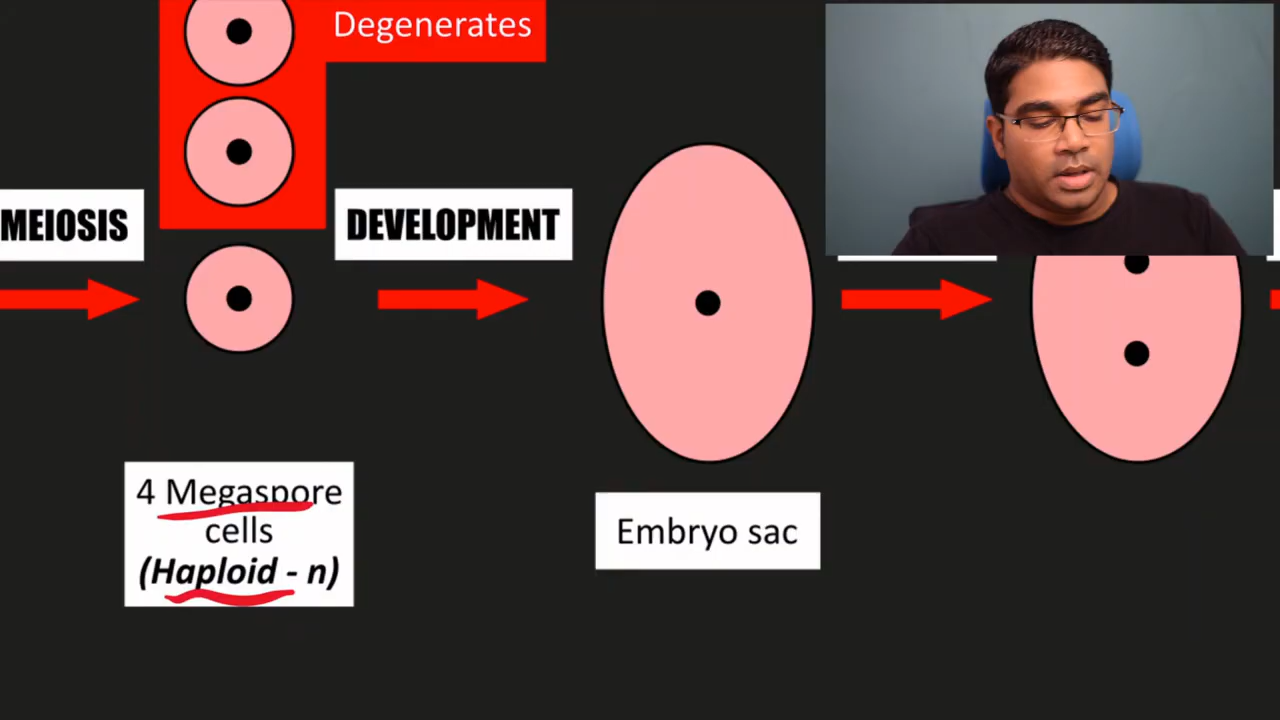 Degenerates
MEIOSIS
DEVELOPMENT
4 Megaspore
cells
(Haploid - n)
Embryo sac